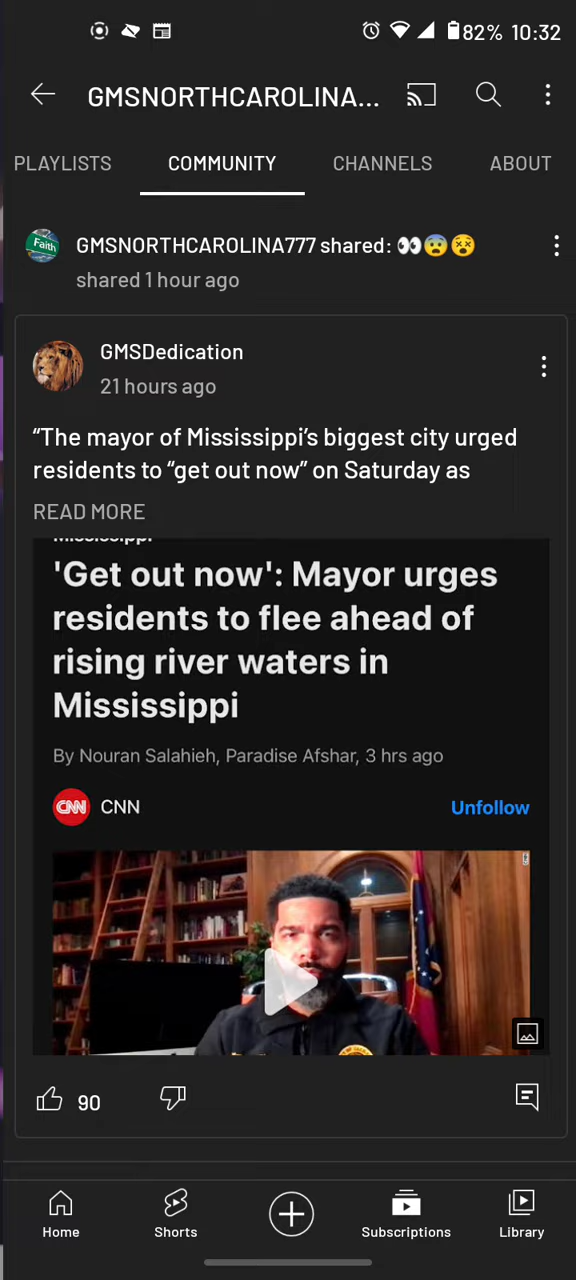 82% 10:32
GMSNORTHCAROLINA...
PLAYLISTS COMMUNITY CHANNELS ABOUT
Faith
GMSNORTHCAROLINA777 shared: 👀😨😵
shared 1 hour ago
GMSDedication
21 hours ago
“The mayor of Mississippi’s biggest city urged
residents to “get out now” on Saturday as
READ MORE
Mississippi
'Get out now': Mayor urges
residents to flee ahead of
rising river waters in
Mississippi
By Nouran Salahieh, Paradise Afshar, 3 hrs ago
CNN CNN Unfollow
90
Home Shorts Subscriptions Library